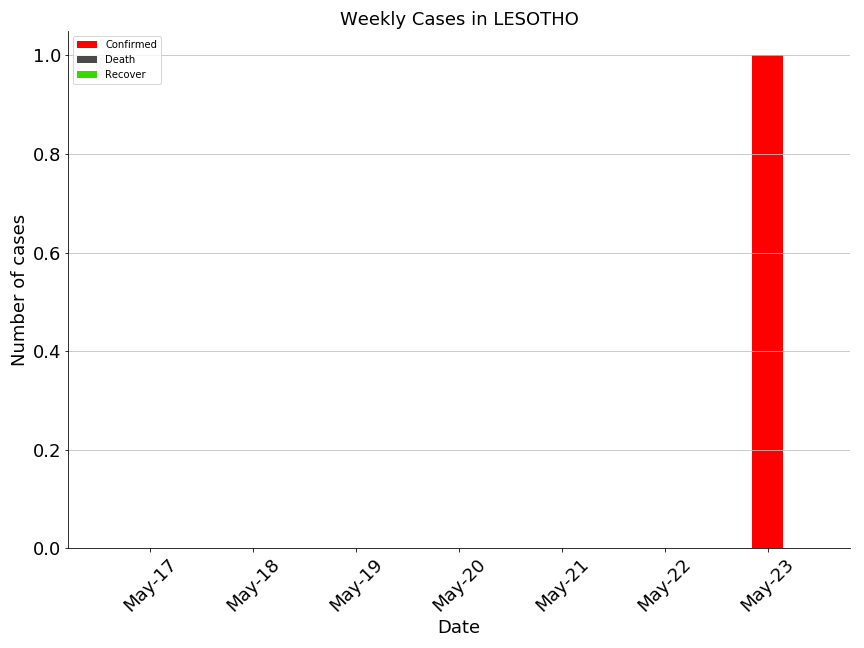 Weekly Cases in LESOTHO
Confirmed
Death
Recover
1.0
0.8
0.6
0.4
0.2
0.0
Number of cases
May-17
May-18
May-19
May-20
May-21
May-22
May-23
Date